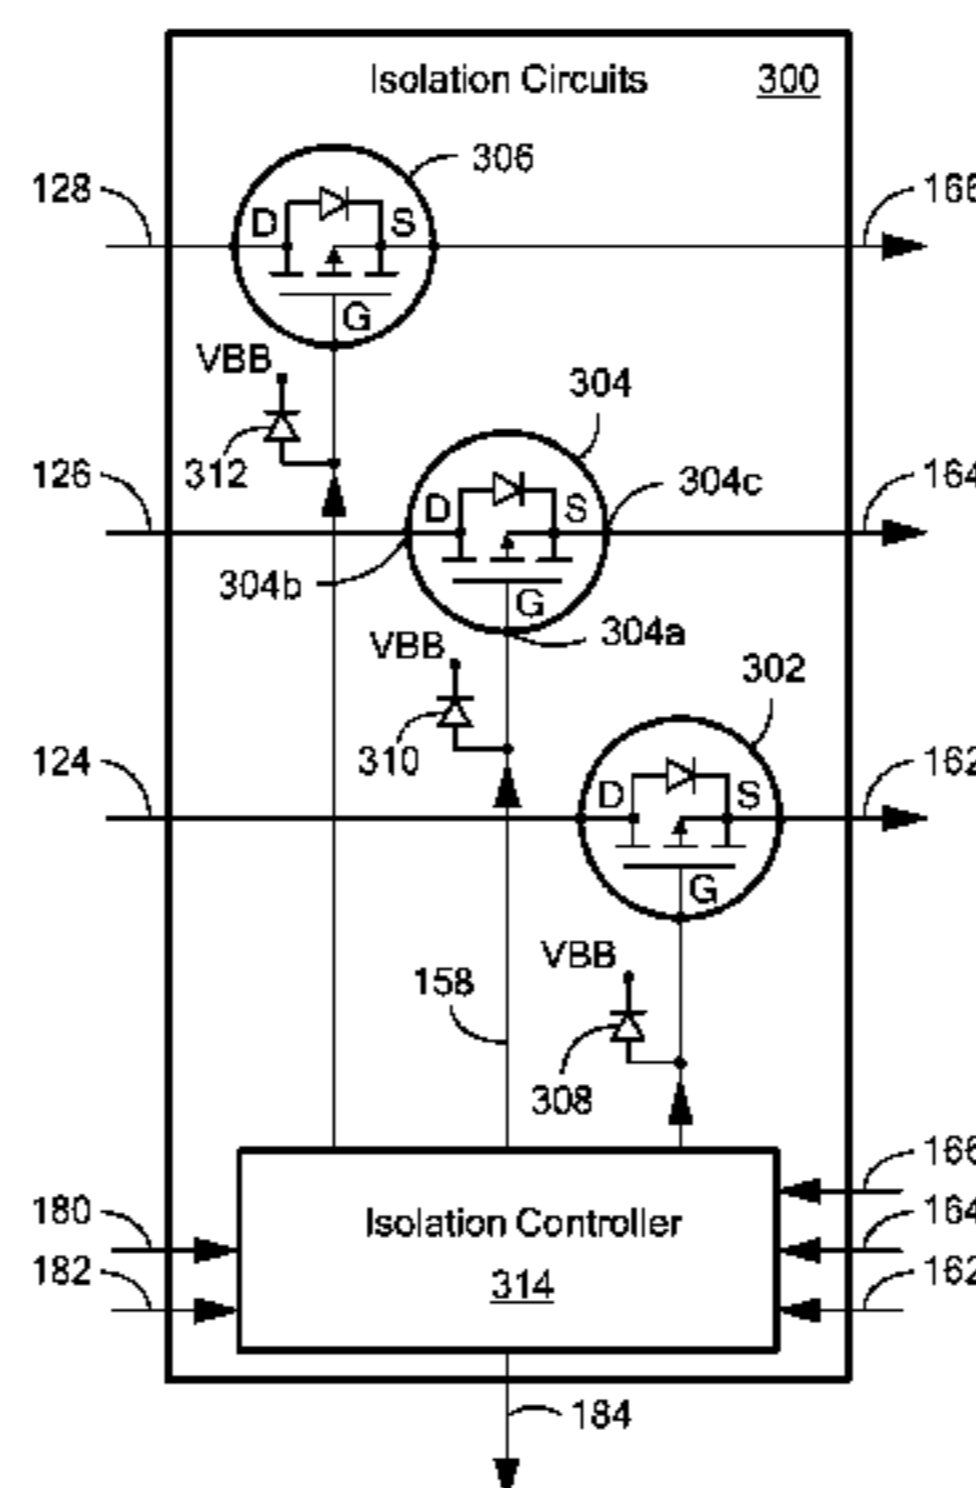 Isolation Circuits 300
306
128
D S
G
166
VBB
312
304
126
D S
G
304c
164
304b
304a
VBB
310
302
124
D S
G
162
VBB
158
308
166
180
Isolation Controller
164
182
314
162
184